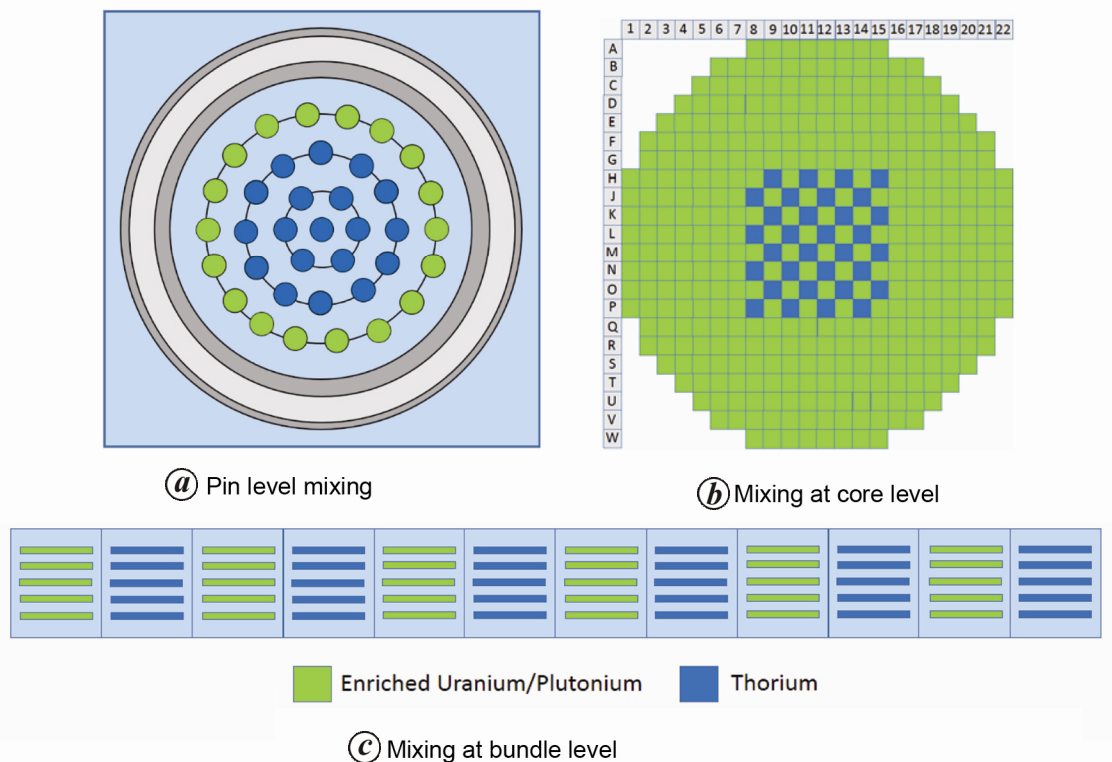 1 2 3 4 5 6 7 8 9 10 11 12 13 14 15 16 17 18 19 20 21 22
A
B
C
D
E
F
G
H
J
K
L
M
N
O
P
Q
R
S
T
U
V
W
a Pin level mixing
b Mixing at core level
Enriched Uranium/Plutonium Thorium
c Mixing at bundle level